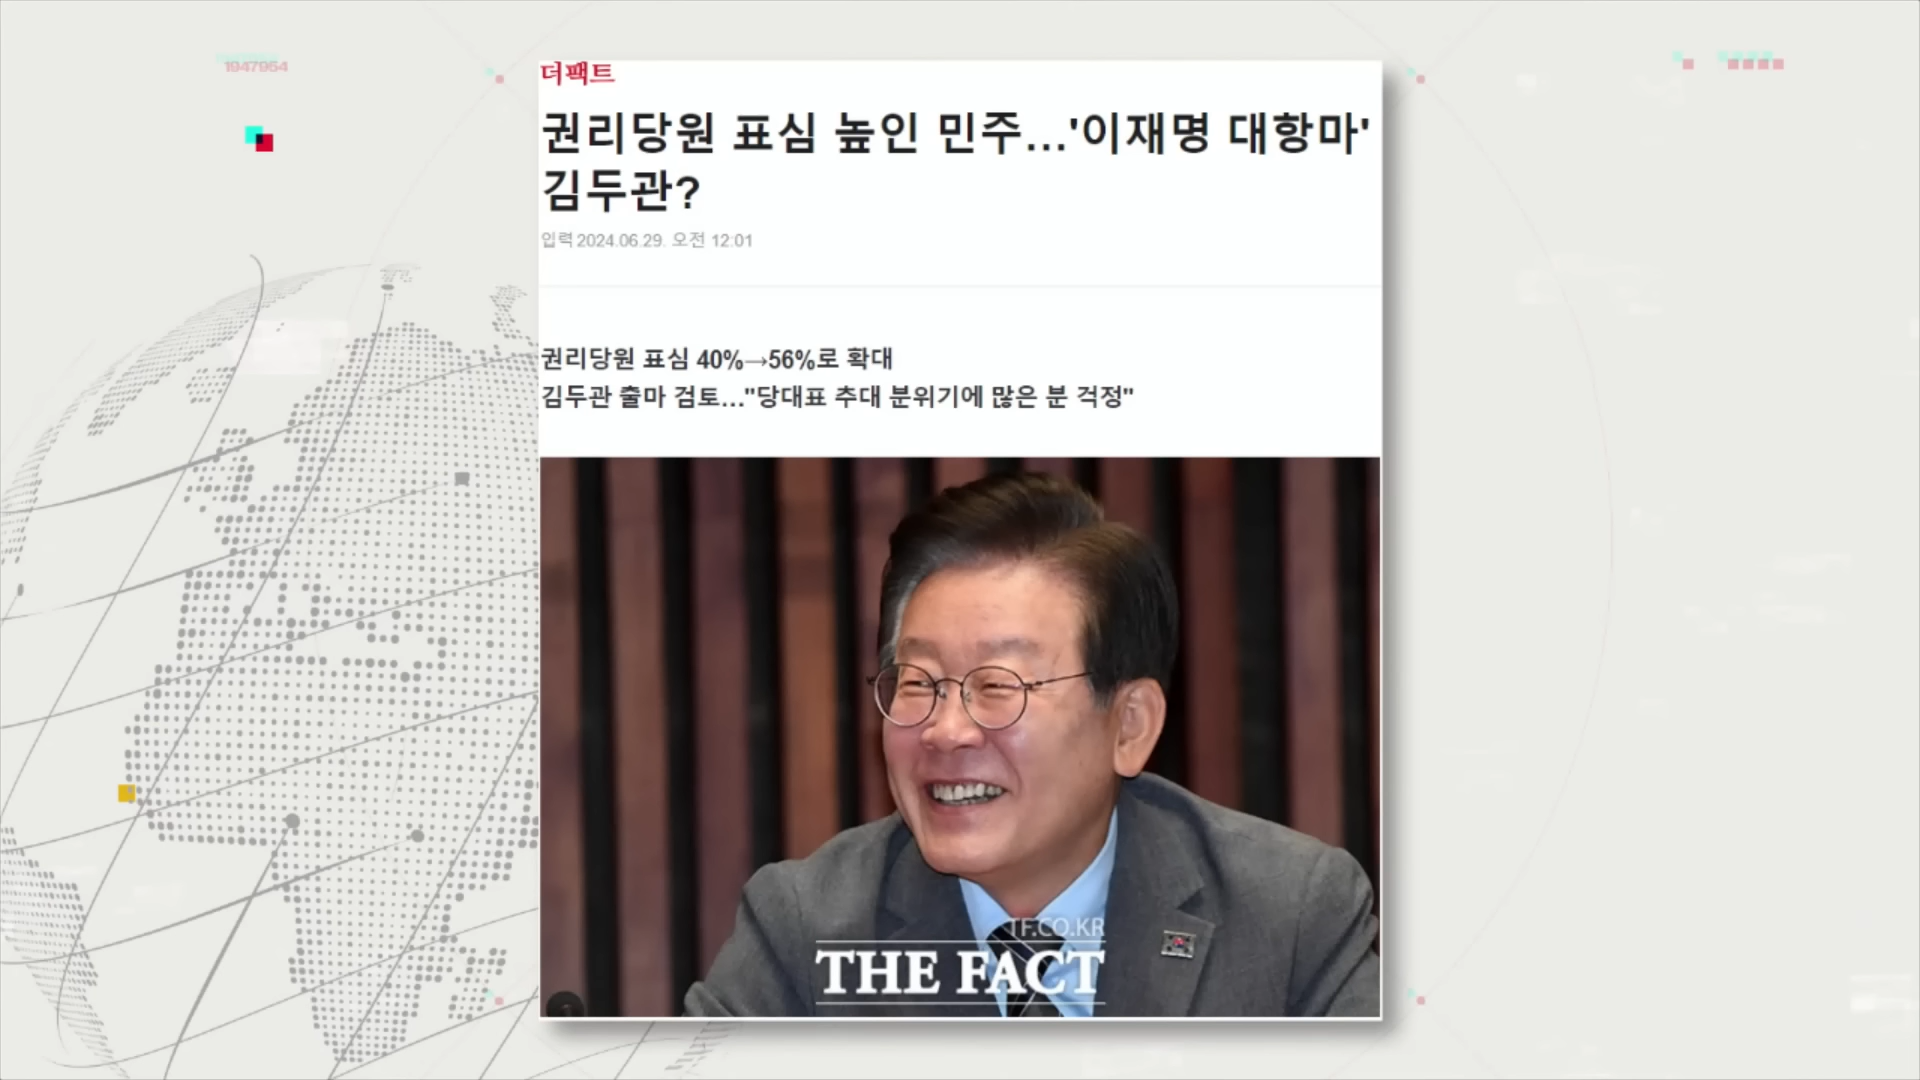 1947954
더팩트
권리당원 표심 높인 민주...'이재명 대항마'
김두관?
입력 2024.06.29. 오전 12:01
권리당원 표심 40%→56%로 확대
김두관 출마 검토..."당대표 추대 분위기에 많은 분 걱정"
TF.CO.KR
THE FACT